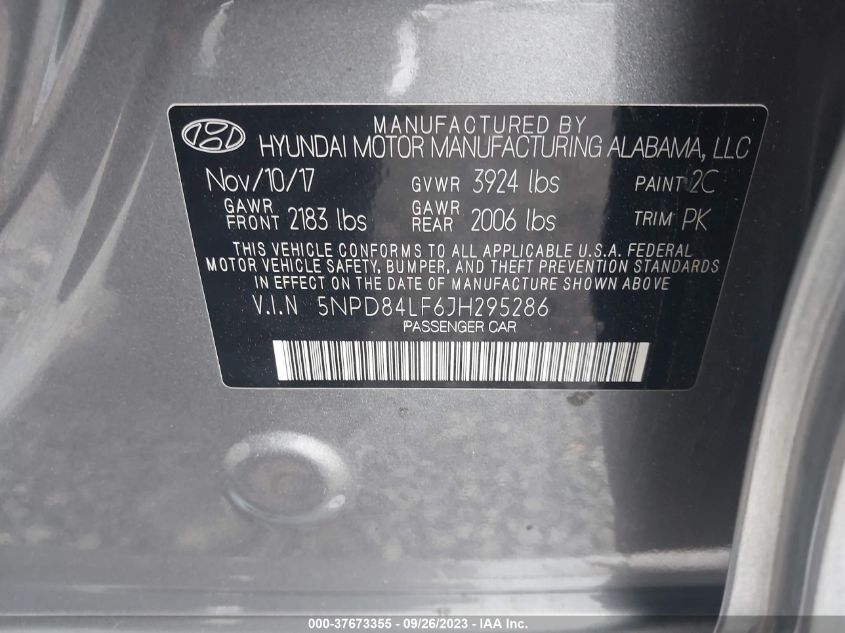 MANUFACTURED BY
HYUNDAI MOTOR MANUFACTURING ALABAMA, LLC
Nov/10/17 GVWR 3924 lbs PAINT 2C
GAWR FRONT 2183 lbs GAWR REAR 2006 lbs TRIM PK
THIS VEHICLE CONFORMS TO ALL APPLICABLE U.S.A. FEDERAL
MOTOR VEHICLE SAFETY, BUMPER, AND THEFT PREVENTION STANDARDS
IN EFFECT ON THE DATE OF MANUFACTURE SHOWN ABOVE
V.I.N 5NPD84LF6JH295286
PASSENGER CAR
000-37673355 - 09/26/2023 - IAA Inc.